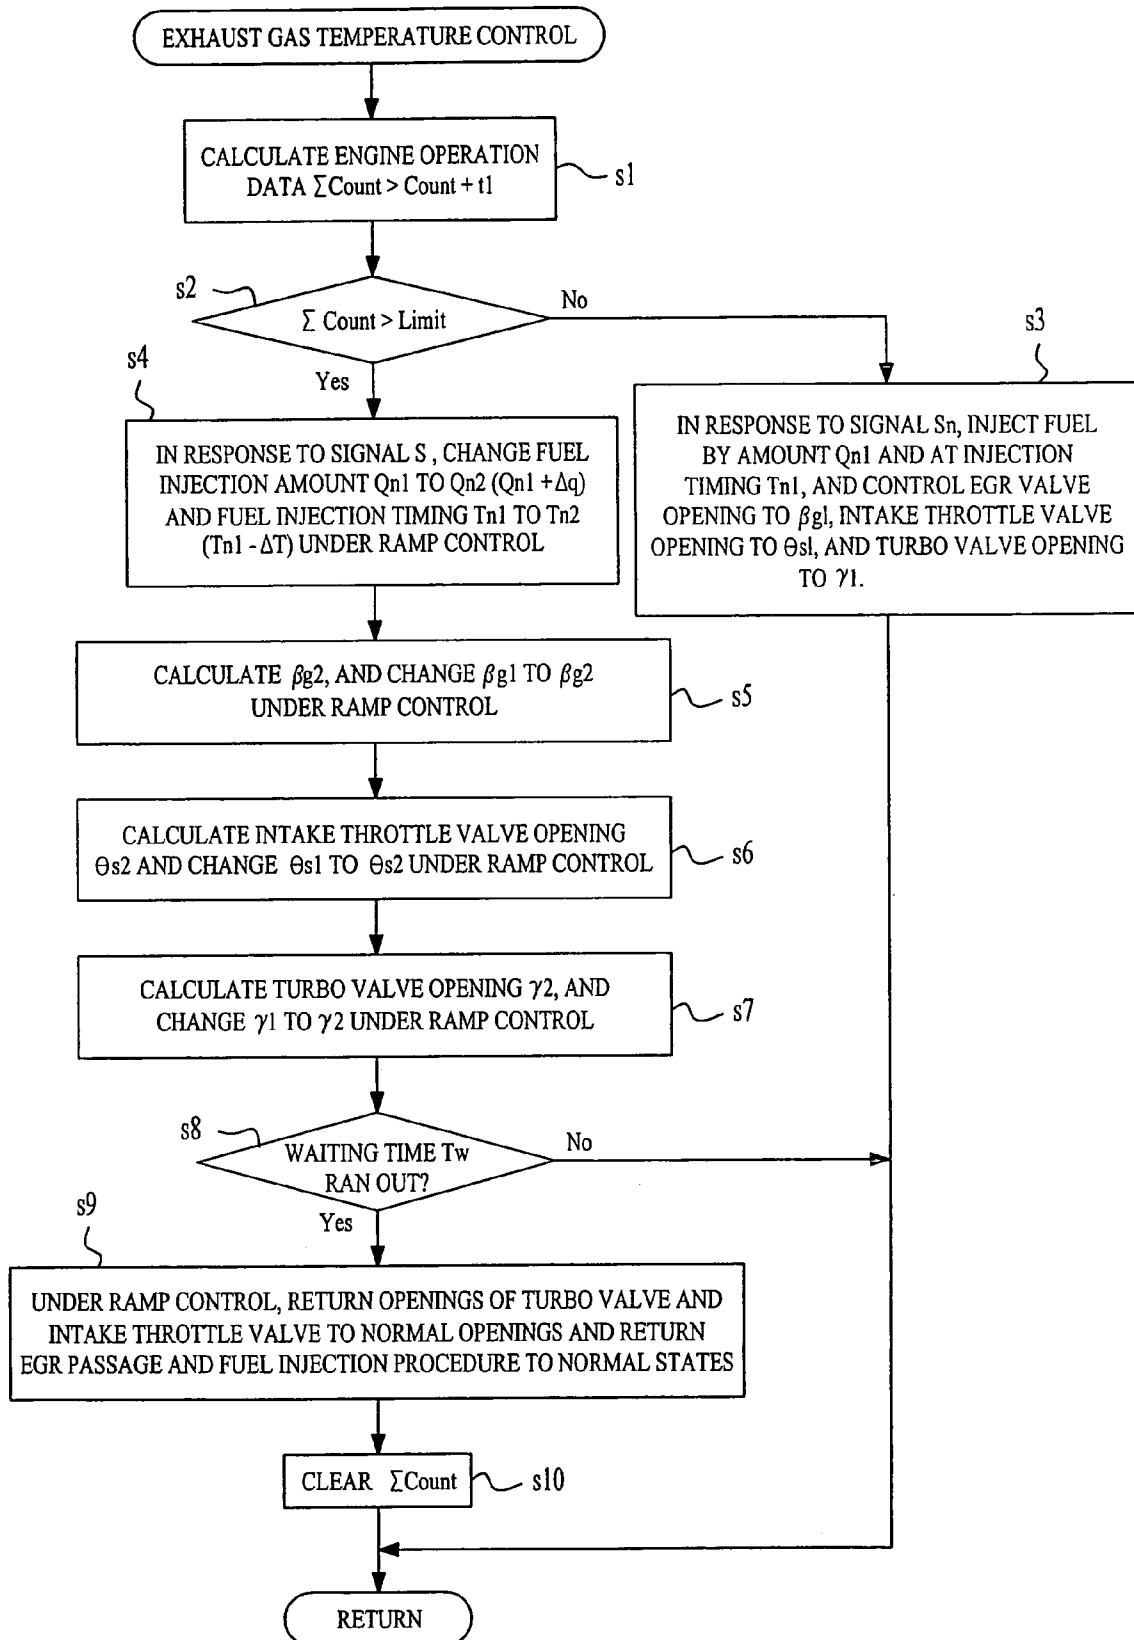 EXHAUST GAS TEMPERATURE CONTROL
CALCULATE ENGINE OPERATION
DATA ΣCount > Count + t1
s1
s2
Σ Count > Limit
No
Yes
s3
IN RESPONSE TO SIGNAL Sn, INJECT FUEL
BY AMOUNT Qn1 AND AT INJECTION
TIMING Tn1, AND CONTROL EGR VALVE
OPENING TO βgl, INTAKE THROTTLE VALVE
OPENING TO θsl, AND TURBO VALVE OPENING
TO γ1.
s4
IN RESPONSE TO SIGNAL S , CHANGE FUEL
INJECTION AMOUNT Qn1 TO Qn2 (Qn1 + Δq)
AND FUEL INJECTION TIMING Tn1 TO Tn2
(Tn1 - ΔT) UNDER RAMP CONTROL
CALCULATE βg2, AND CHANGE βg1 TO βg2
UNDER RAMP CONTROL
s5
CALCULATE INTAKE THROTTLE VALVE OPENING
θs2 AND CHANGE θs1 TO θs2 UNDER RAMP CONTROL
s6
CALCULATE TURBO VALVE OPENING γ2, AND
CHANGE γ1 TO γ2 UNDER RAMP CONTROL
s7
s8
WAITING TIME Tw
RAN OUT?
No
Yes
s9
UNDER RAMP CONTROL, RETURN OPENINGS OF TURBO VALVE AND
INTAKE THROTTLE VALVE TO NORMAL OPENINGS AND RETURN
EGR PASSAGE AND FUEL INJECTION PROCEDURE TO NORMAL STATES
CLEAR ΣCount
s10
RETURN